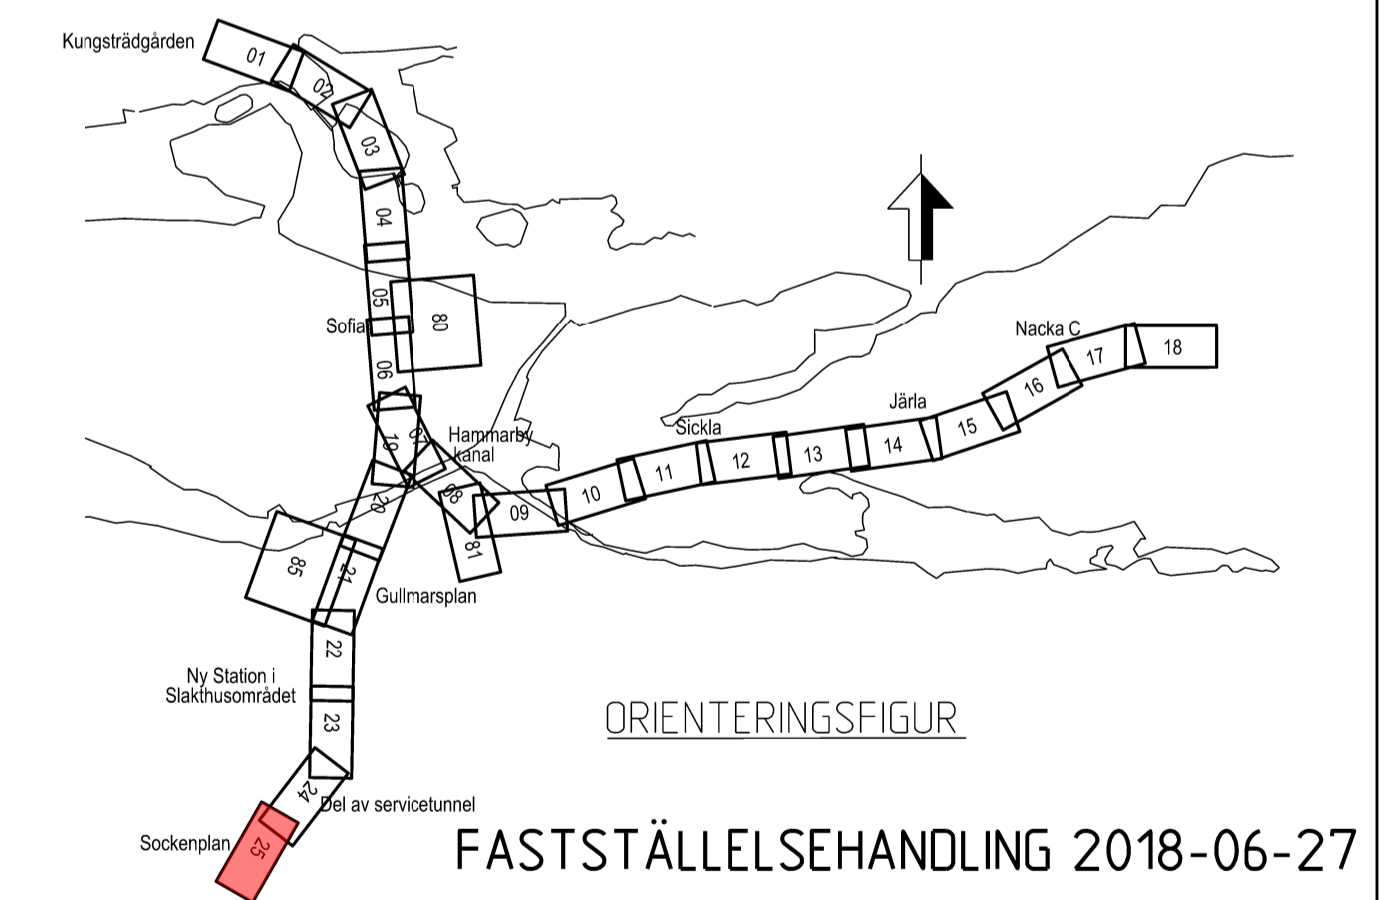 Kungsträdgården
01
02
03
04
05
Sofia
80
06
19
07
Hammarby
kanal
20
08
09
10
11
Sickla
12
13
Järla
14
15
16
Nacka C
17
18
81
85
21
Gullmarsplan
22
Ny Station i
Slakthusområdet
23
24
Del av servicetunnel
Sockenplan
25
ORIENTERINGSFIGUR
FASTSTÄLLELSEHANDLING 2018-06-27